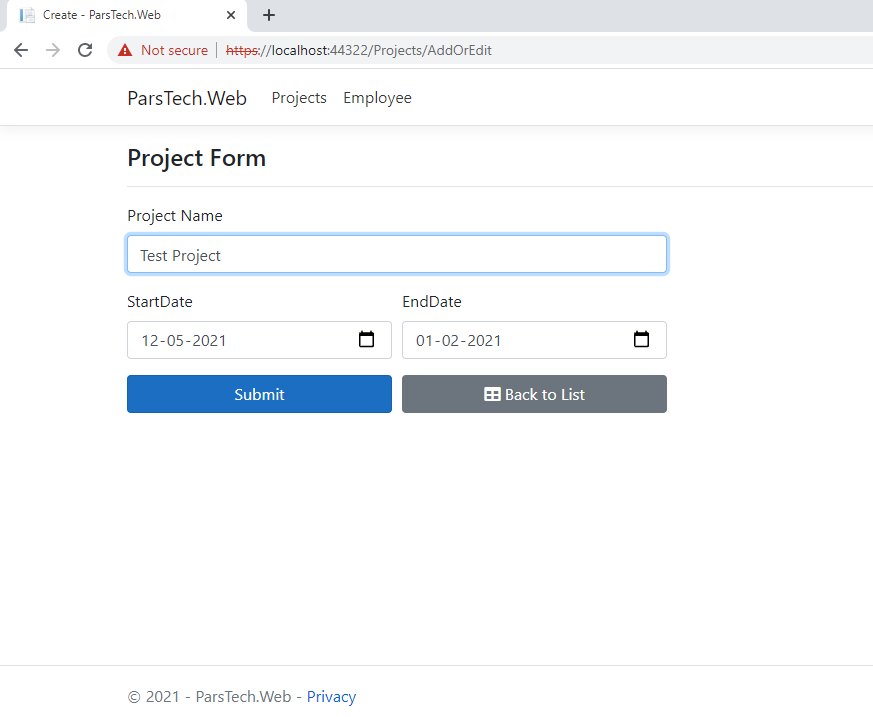 Create - ParsTech.Web
Not secure https://localhost:44322/Projects/AddOrEdit
ParsTech.Web Projects Employee
Project Form
Project Name
Test Project
StartDate EndDate
12-05-2021 01-02-2021
Submit Back to List
© 2021 - ParsTech.Web - Privacy